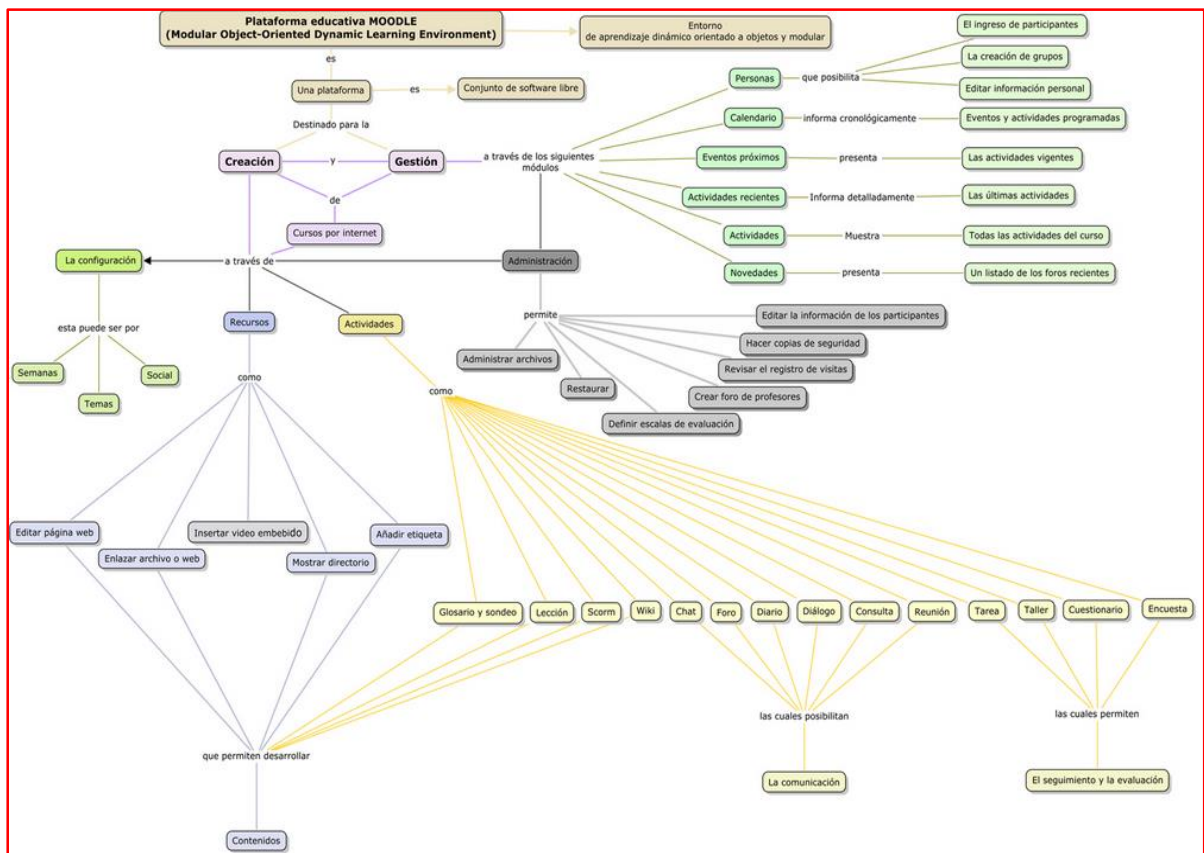 Plataforma educativa MOODLE
(Modular Object-Oriented Dynamic Learning Environment)
Entorno
de aprendizaje dinámico orientado a objetos y modular
es
Una plataforma
es
Conjunto de software libre
Destinado para la
Creación
y
Gestión
de
Cursos por internet
a través de los siguientes
módulos
Personas
que posibilita
El ingreso de participantes
La creación de grupos
Editar información personal
Calendario
informa cronológicamente
Eventos y actividades programadas
Eventos próximos
presenta
Las actividades vigentes
Actividades recientes
Informa detalladamente
Las últimas actividades
Actividades
Muestra
Todas las actividades del curso
Novedades
presenta
Un listado de los foros recientes
La configuración
a través de
Administración
esta puede ser por
Semanas
Temas
Social
Recursos
Actividades
permite
Editar la información de los participantes
Hacer copias de seguridad
Revisar el registro de visitas
Crear foro de profesores
Definir escalas de evaluación
Restaurar
Administrar archivos
como
como
Editar página web
Enlazar archivo o web
Insertar video embebido
Mostrar directorio
Añadir etiqueta
Glosario y sondeo
Lección
Scorm
Wiki
Chat
Foro
Diario
Diálogo
Consulta
Reunión
Tarea
Taller
Cuestionario
Encuesta
que permiten desarrollar
las cuales posibilitan
las cuales permiten
Contenidos
La comunicación
El seguimiento y la evaluación